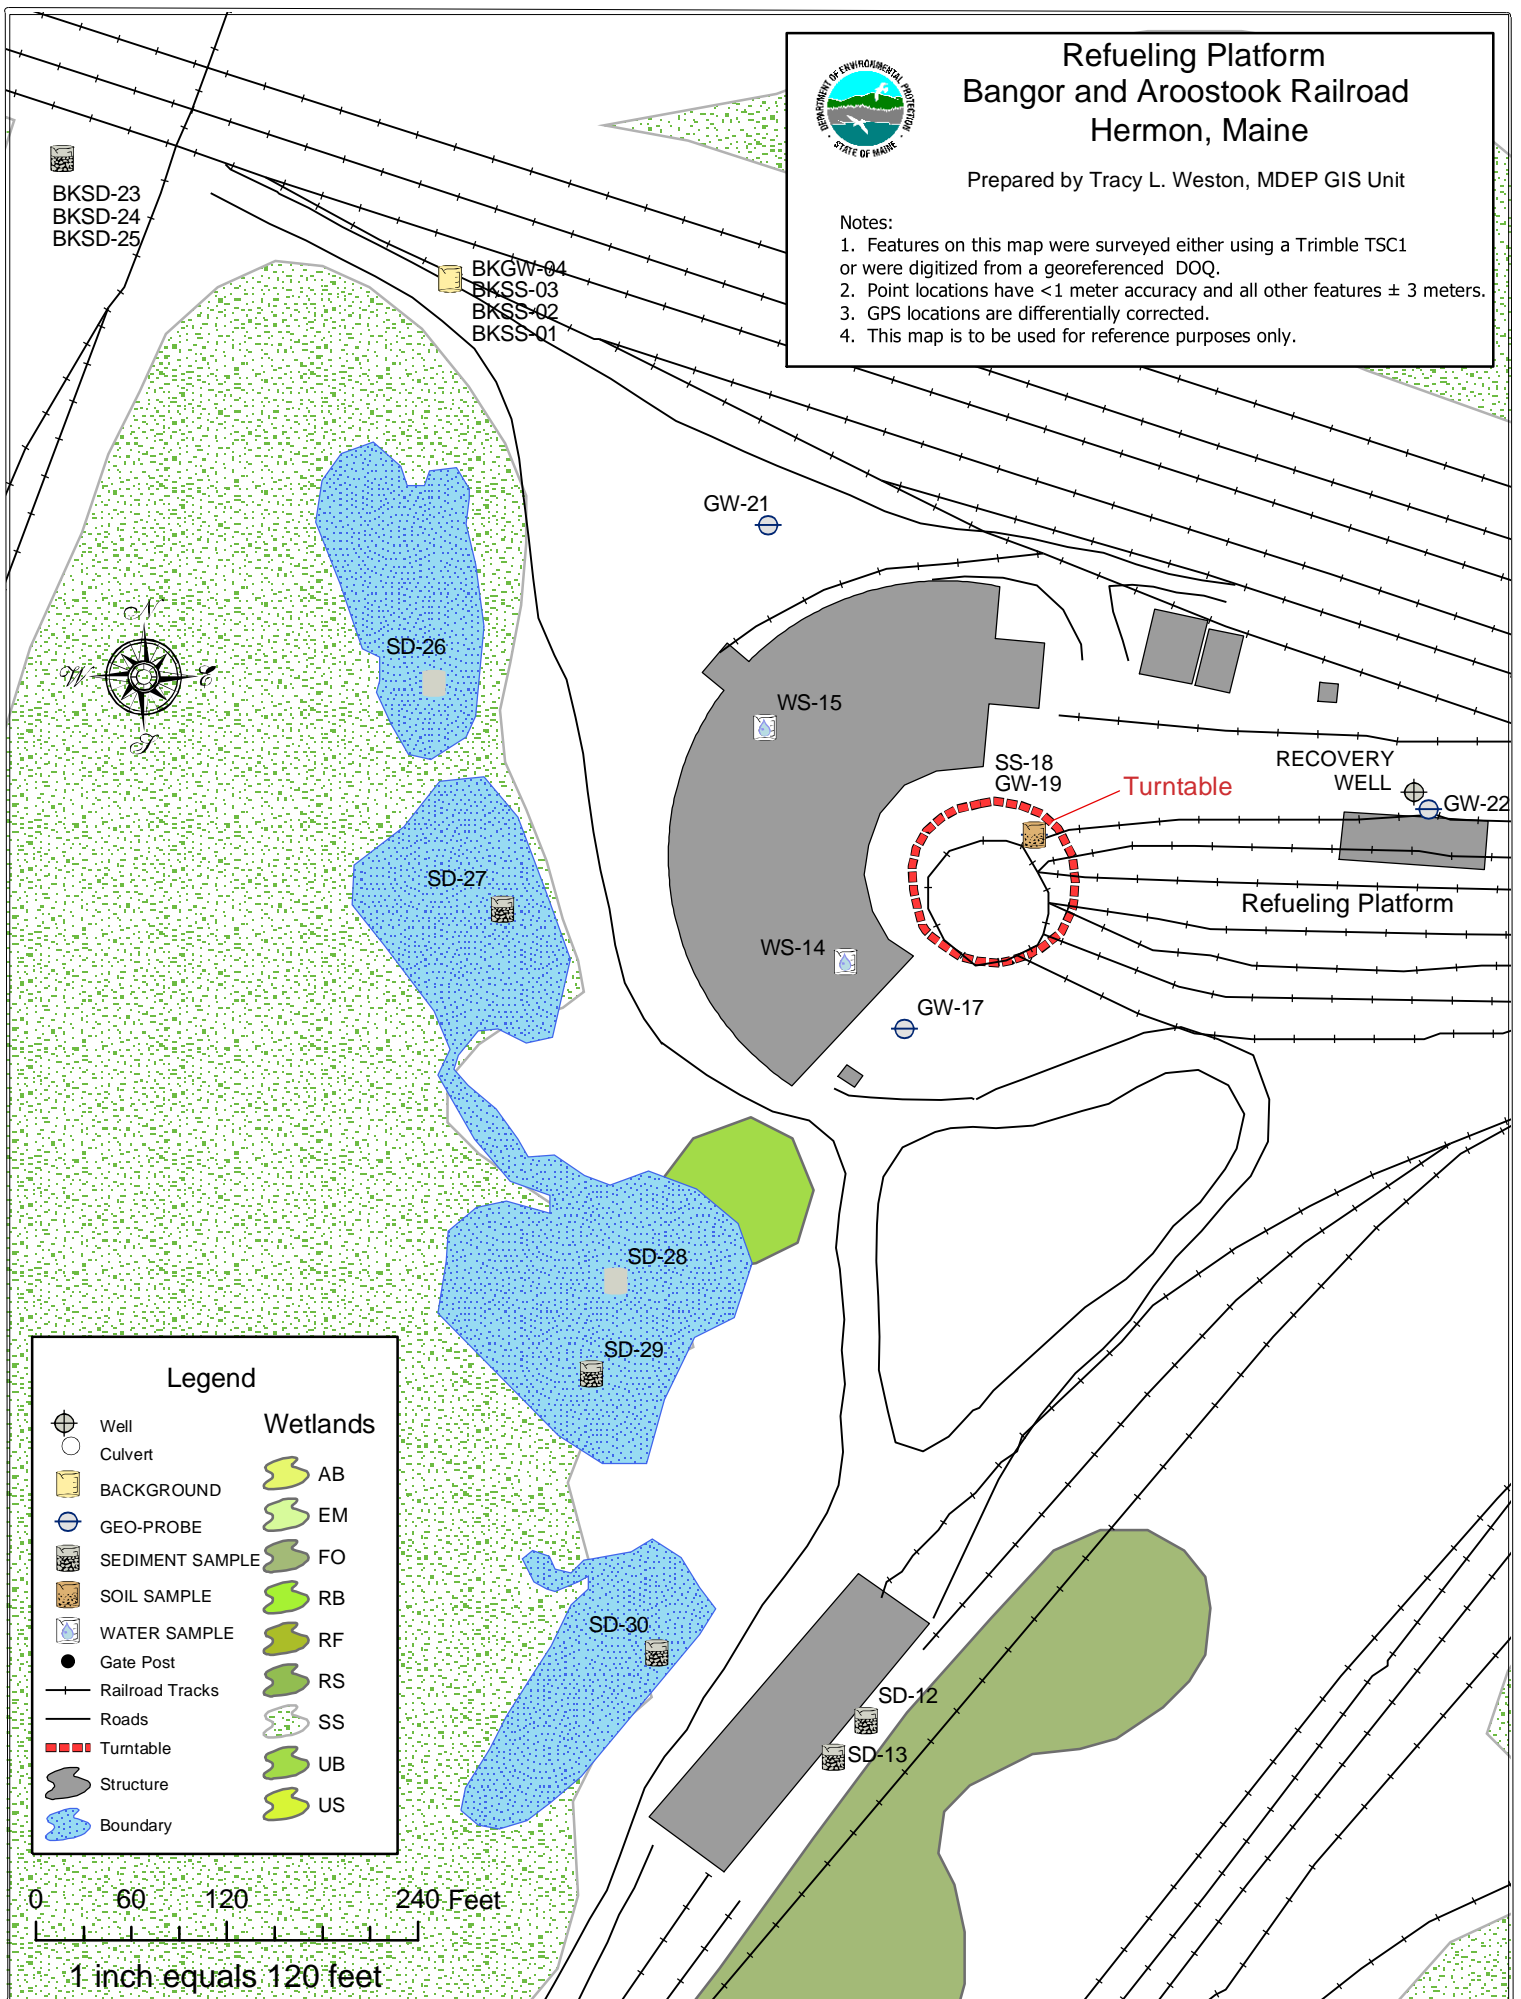 Refueling Platform
Bangor and Aroostook Railroad
Hermon, Maine
Prepared by Tracy L. Weston, MDEP GIS Unit
DEPARTMENT OF ENVIRONMENTAL PROTECTION
STATE OF MAINE
Notes:
1. Features on this map were surveyed either using a Trimble TSC1
or were digitized from a georeferenced DOQ.
2. Point locations have <1 meter accuracy and all other features ± 3 meters.
3. GPS locations are differentially corrected.
4. This map is to be used for reference purposes only.
BKSD-23
BKSD-24
BKSD-25
BKGW-04
BKSS-03
BKSS-02
BKSS-01
GW-21
N
W
E
S
SD-26
WS-15
SS-18
GW-19
Turntable
RECOVERY
WELL
GW-22
SD-27
Refueling Platform
WS-14
GW-17
SD-28
SD-29
SD-30
SD-12
SD-13
Legend
Well
Culvert
BACKGROUND
GEO-PROBE
SEDIMENT SAMPLE
SOIL SAMPLE
WATER SAMPLE
Gate Post
Railroad Tracks
Roads
Turntable
Structure
Boundary
Wetlands
AB
EM
FO
RB
RF
RS
SS
UB
US
0 60 120 240 Feet
1 inch equals 120 feet